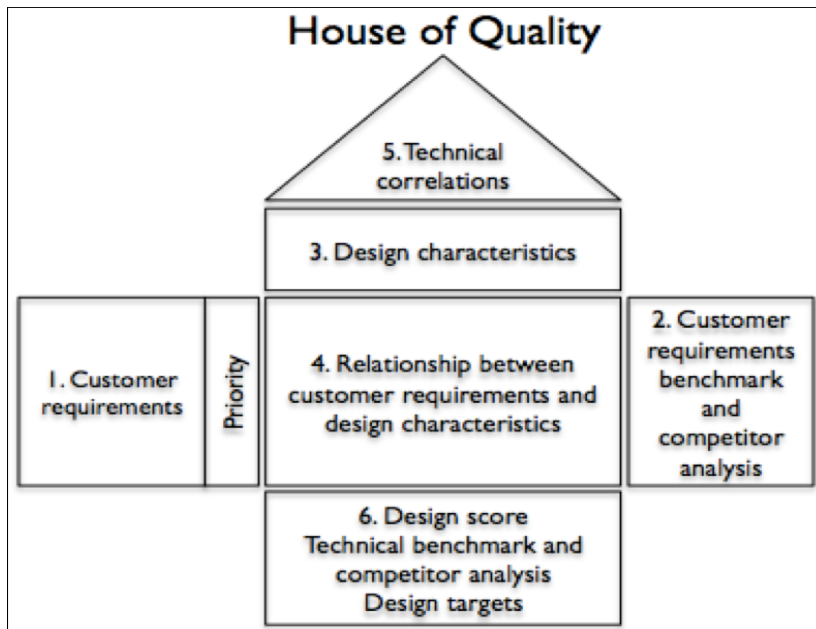 House of Quality
5. Technical
correlations
3. Design characteristics
1. Customer
requirements
Priority
4. Relationship between
customer requirements and
design characteristics
2. Customer
requirements
benchmark
and
competitor
analysis
6. Design score
Technical benchmark and
competitor analysis
Design targets